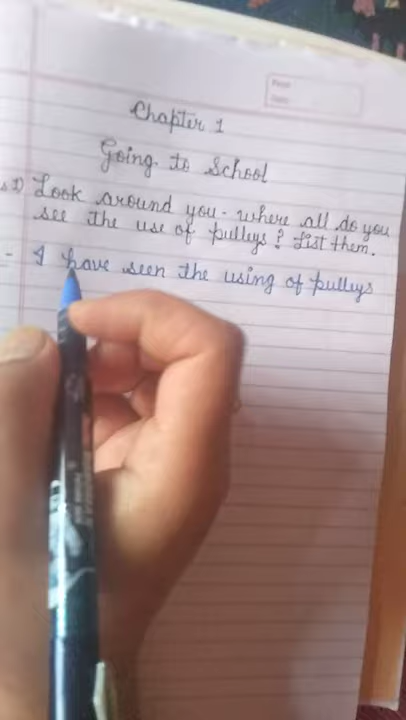 Chapter 1
Going to School
Look around you - where all do you
see the use of pulleys? List them.
I have seen the using of pulleys